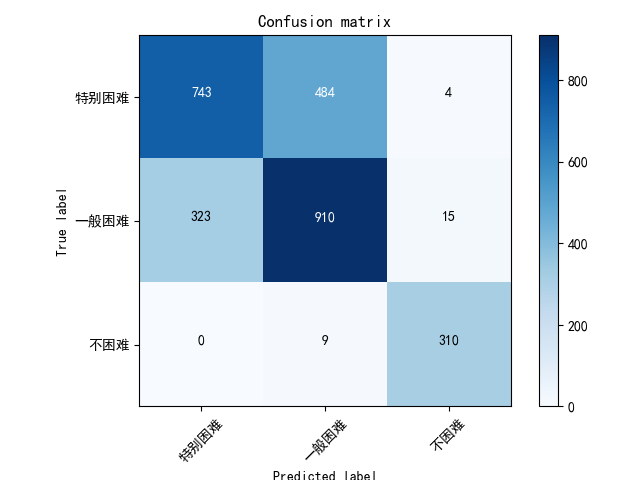 Confusion matrix
特别困难 743 484 4
一般困难 323 910 15
不困难 0 9 310
特别困难 一般困难 不困难
True label
Predicted label
800
600
400
200
0